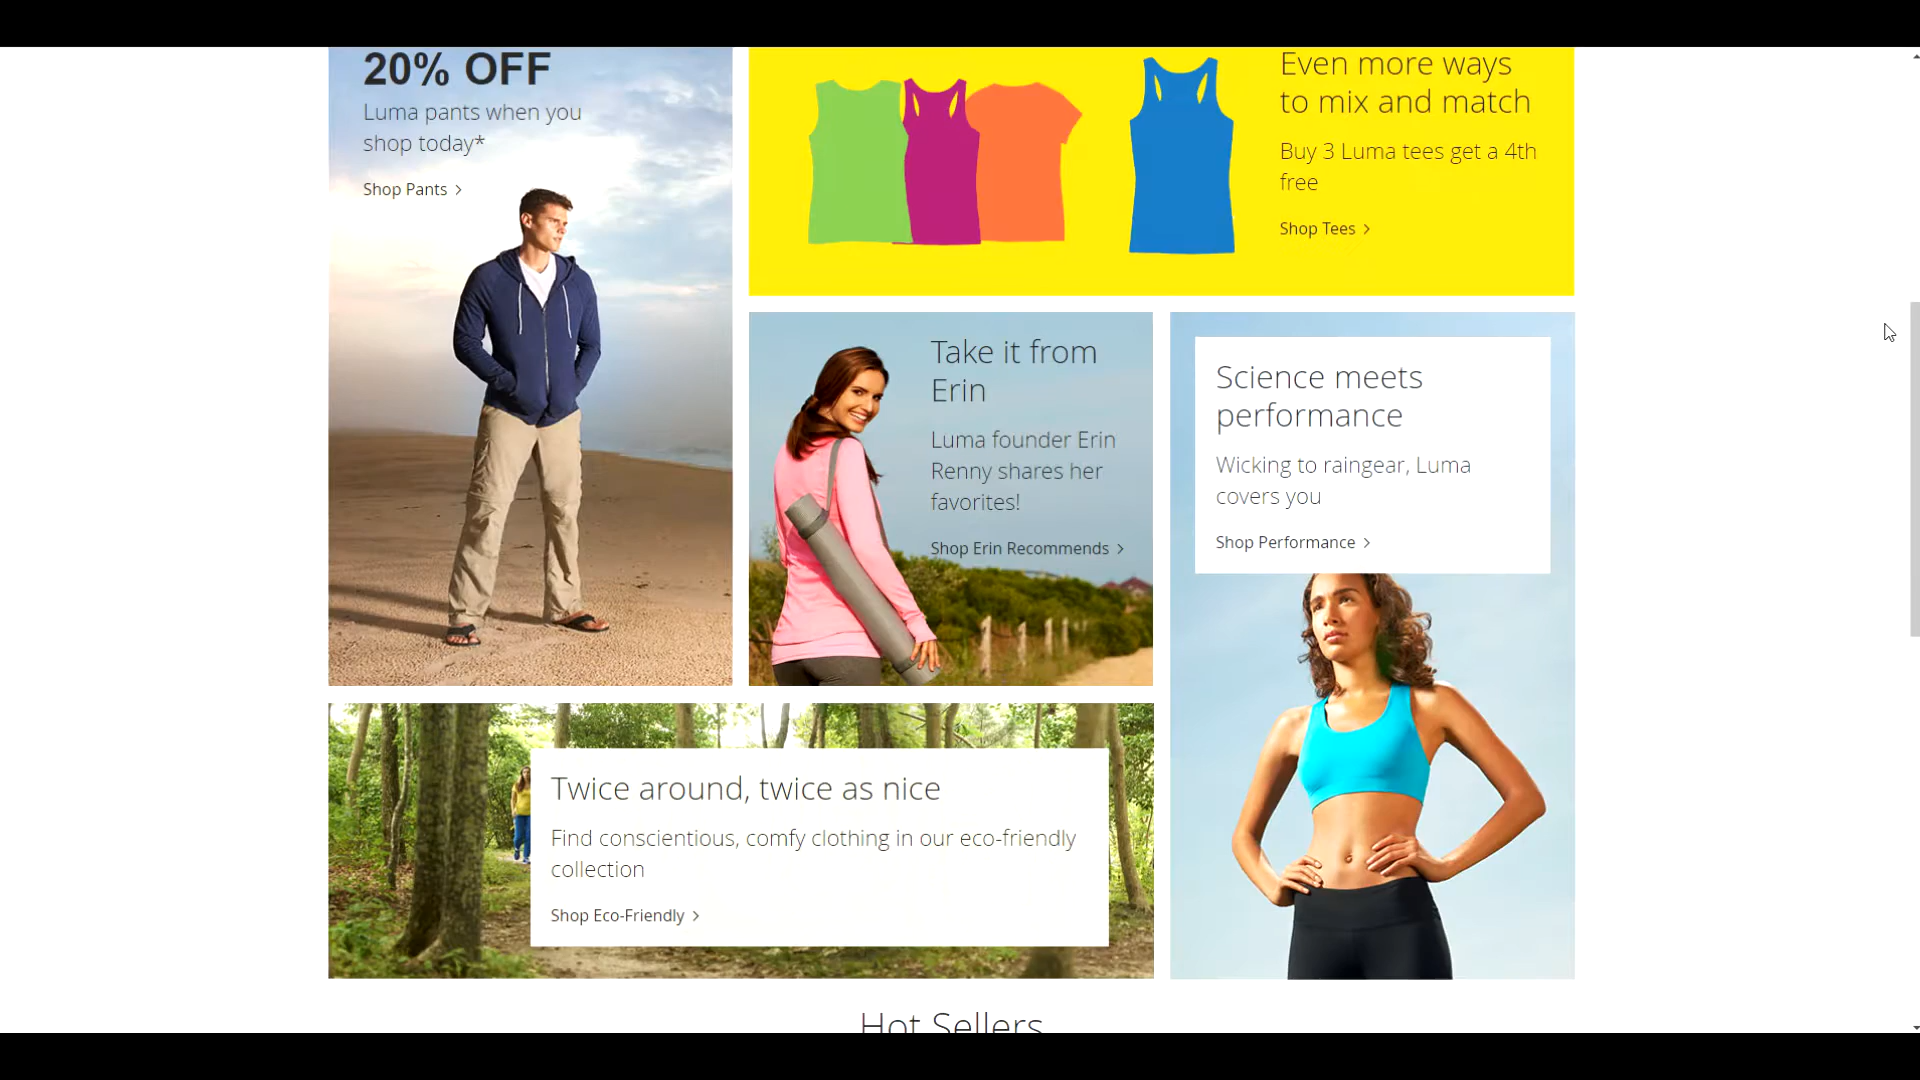 20% OFF
Luma pants when you
shop today*
Shop Pants >
Even more ways
to mix and match
Buy 3 Luma tees get a 4th
free
Shop Tees >
Take it from
Erin
Luma founder Erin
Renny shares her
favorites!
Shop Erin Recommends >
Science meets
performance
Wicking to raingear, Luma
covers you
Shop Performance >
Twice around, twice as nice
Find conscientious, comfy clothing in our eco-friendly
collection
Shop Eco-Friendly >
Hot Sellers